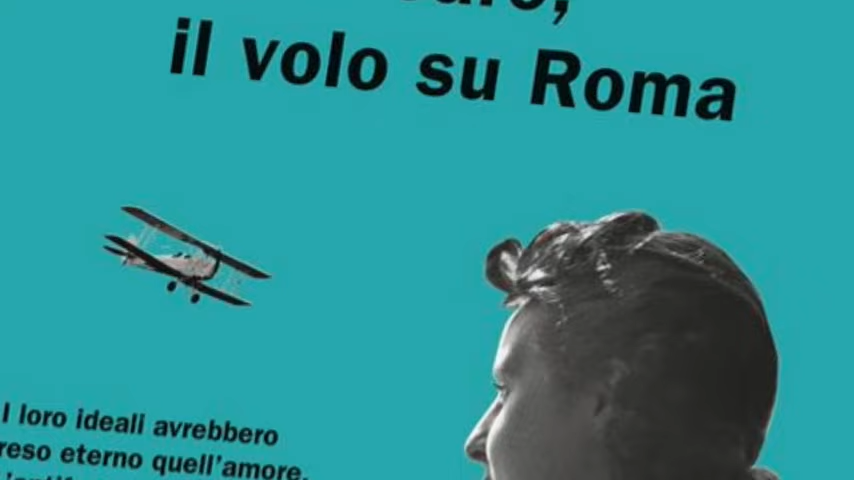 il volo su Roma
I loro ideali avrebbero
reso eterno quell'amore.